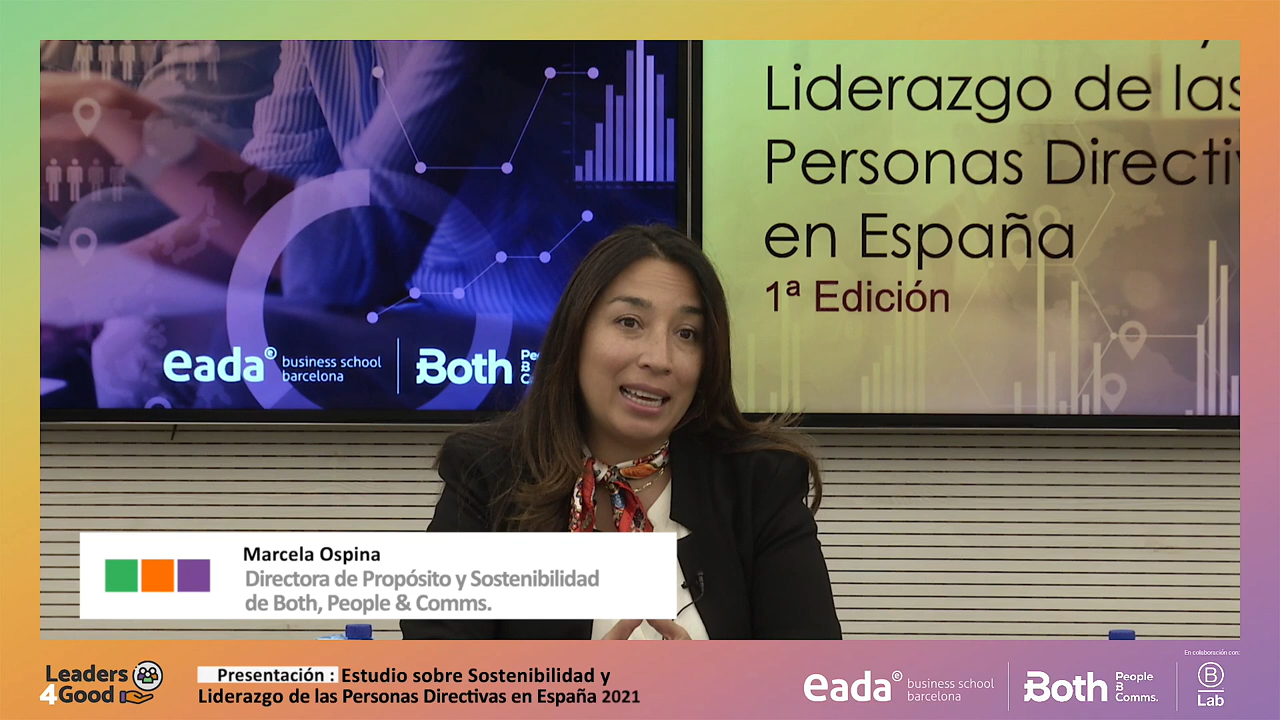 Liderazgo de las
Personas Directi
en España
1ª Edición
eada® business school
barcelona
Both
Marcela Ospina
Directora de Propósito y Sostenibilidad
de Both, People & Comms.
Leaders
4Good
Presentación : Estudio sobre Sostenibilidad y
Liderazgo de las Personas Directivas en España 2021
eada® business school
barcelona
Both People
B
Comms.
En colaboración con:
B
Lab